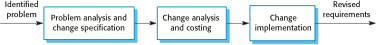 Identified
problem
Problem analysis and
change specification
Change analysis
and costing
Change
implementation
Revised
requirements